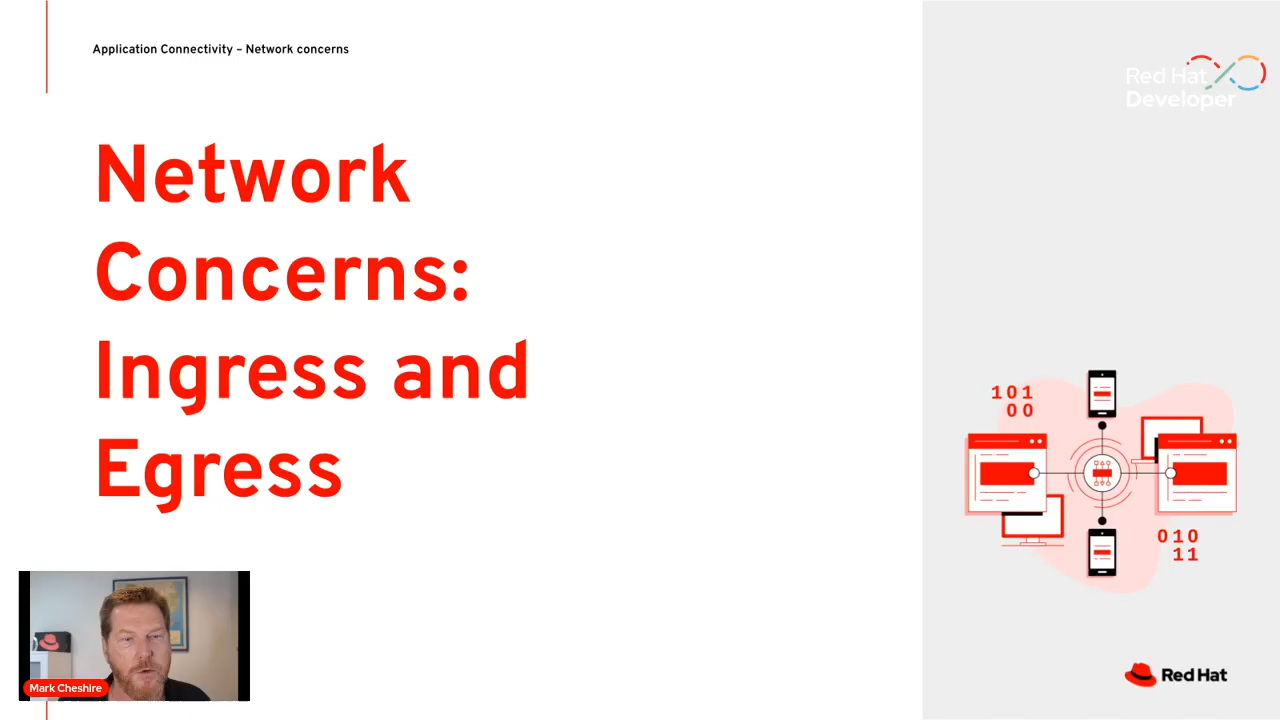 Application Connectivity – Network concerns
Red Hat
Developer
Network
Concerns:
Ingress and
Egress
101
00
010
11
Mark Cheshire
Red Hat